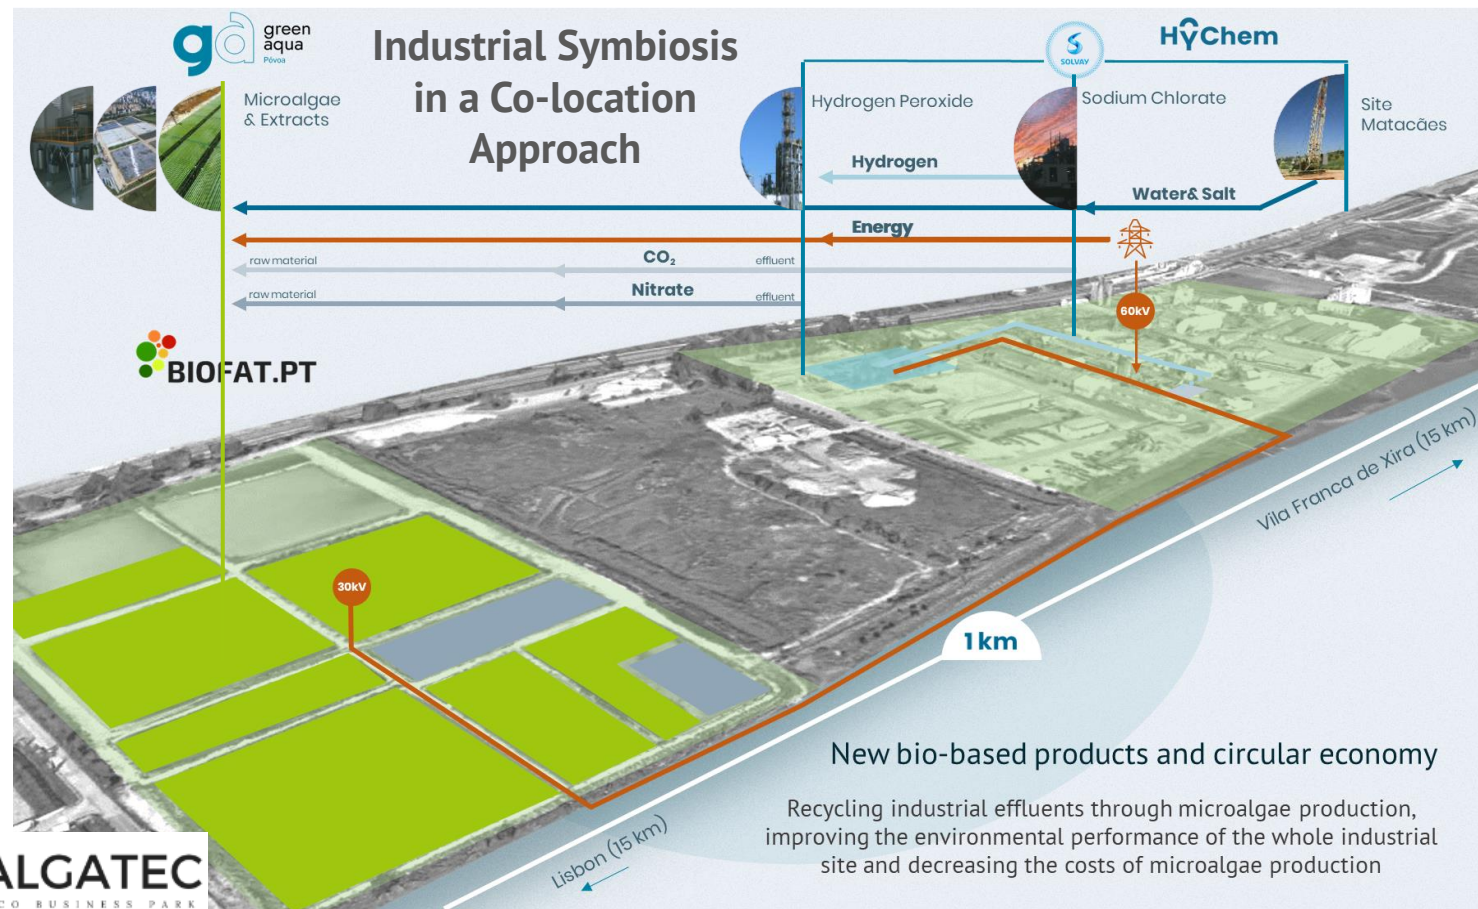 ga
green
aqua
Póvoa
Industrial Symbiosis
in a Co-location
Approach
Microalgae
& Extracts
SOLVAY
HyChem
Hydrogen Peroxide
Sodium Chlorate
Site
Matacães
Hydrogen
Water& Salt
Energy
raw material
CO₂
effluent
raw material
Nitrate
effluent
60kV
BIOFAT.PT
30kV
1 km
Vila Franca de Xira (15 km)
Lisbon (15 km)
New bio-based products and circular economy
Recycling industrial effluents through microalgae production,
improving the environmental performance of the whole industrial
site and decreasing the costs of microalgae production
ALGATEC
CO BUSINESS PARK